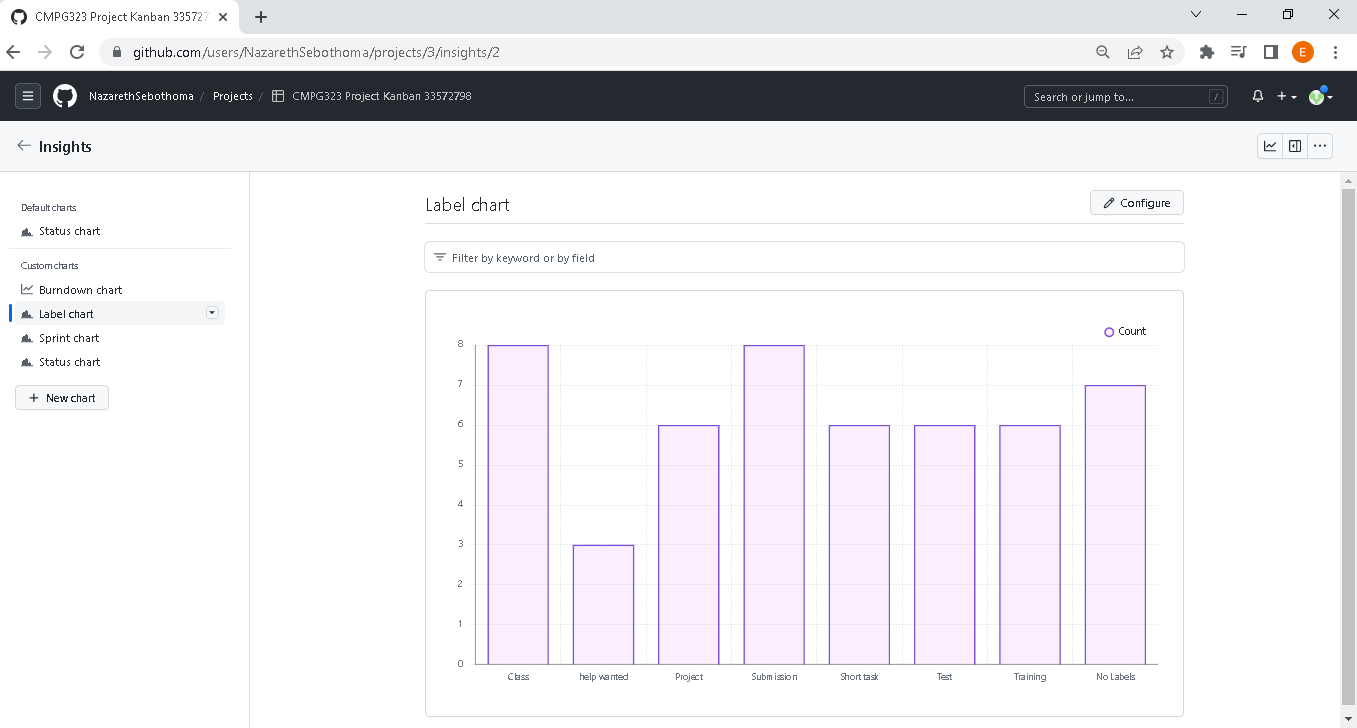 CMPG323 Project Kanban 33572
github.com/users/NazarethSebothoma/projects/3/insights/2
E
NazarethSebothoma / Projects / CMPG323 Project Kanban 33572798
Search or jump to... /
Insights
Default charts
Status chart
Custom charts
Burndown chart
Label chart
Sprint chart
Status chart
New chart
Label chart
Configure
Filter by keyword or by field
Count
8
7
6
5
4
3
2
1
0
Class help wanted Project Submission Short task Test Training No Labels